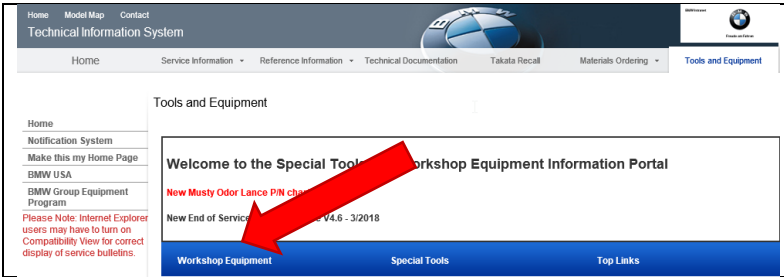 Home Model Map Contact
Technical Information System
Home Service Information Reference Information Technical Documentation Takata Recall Materials Ordering Tools and Equipment
Tools and Equipment
Home
Notification System
Make this my Home Page
BMW USA
BMW Group Equipment
Program
Please Note: Internet Explorer
users may have to turn on
Compatibility View for correct
display of service bulletins.
Welcome to the Special Tools Workshop Equipment Information Portal
New Musty Odor Lance P/N
New End of Service V4.6 - 3/2018
Workshop Equipment Special Tools Top Links